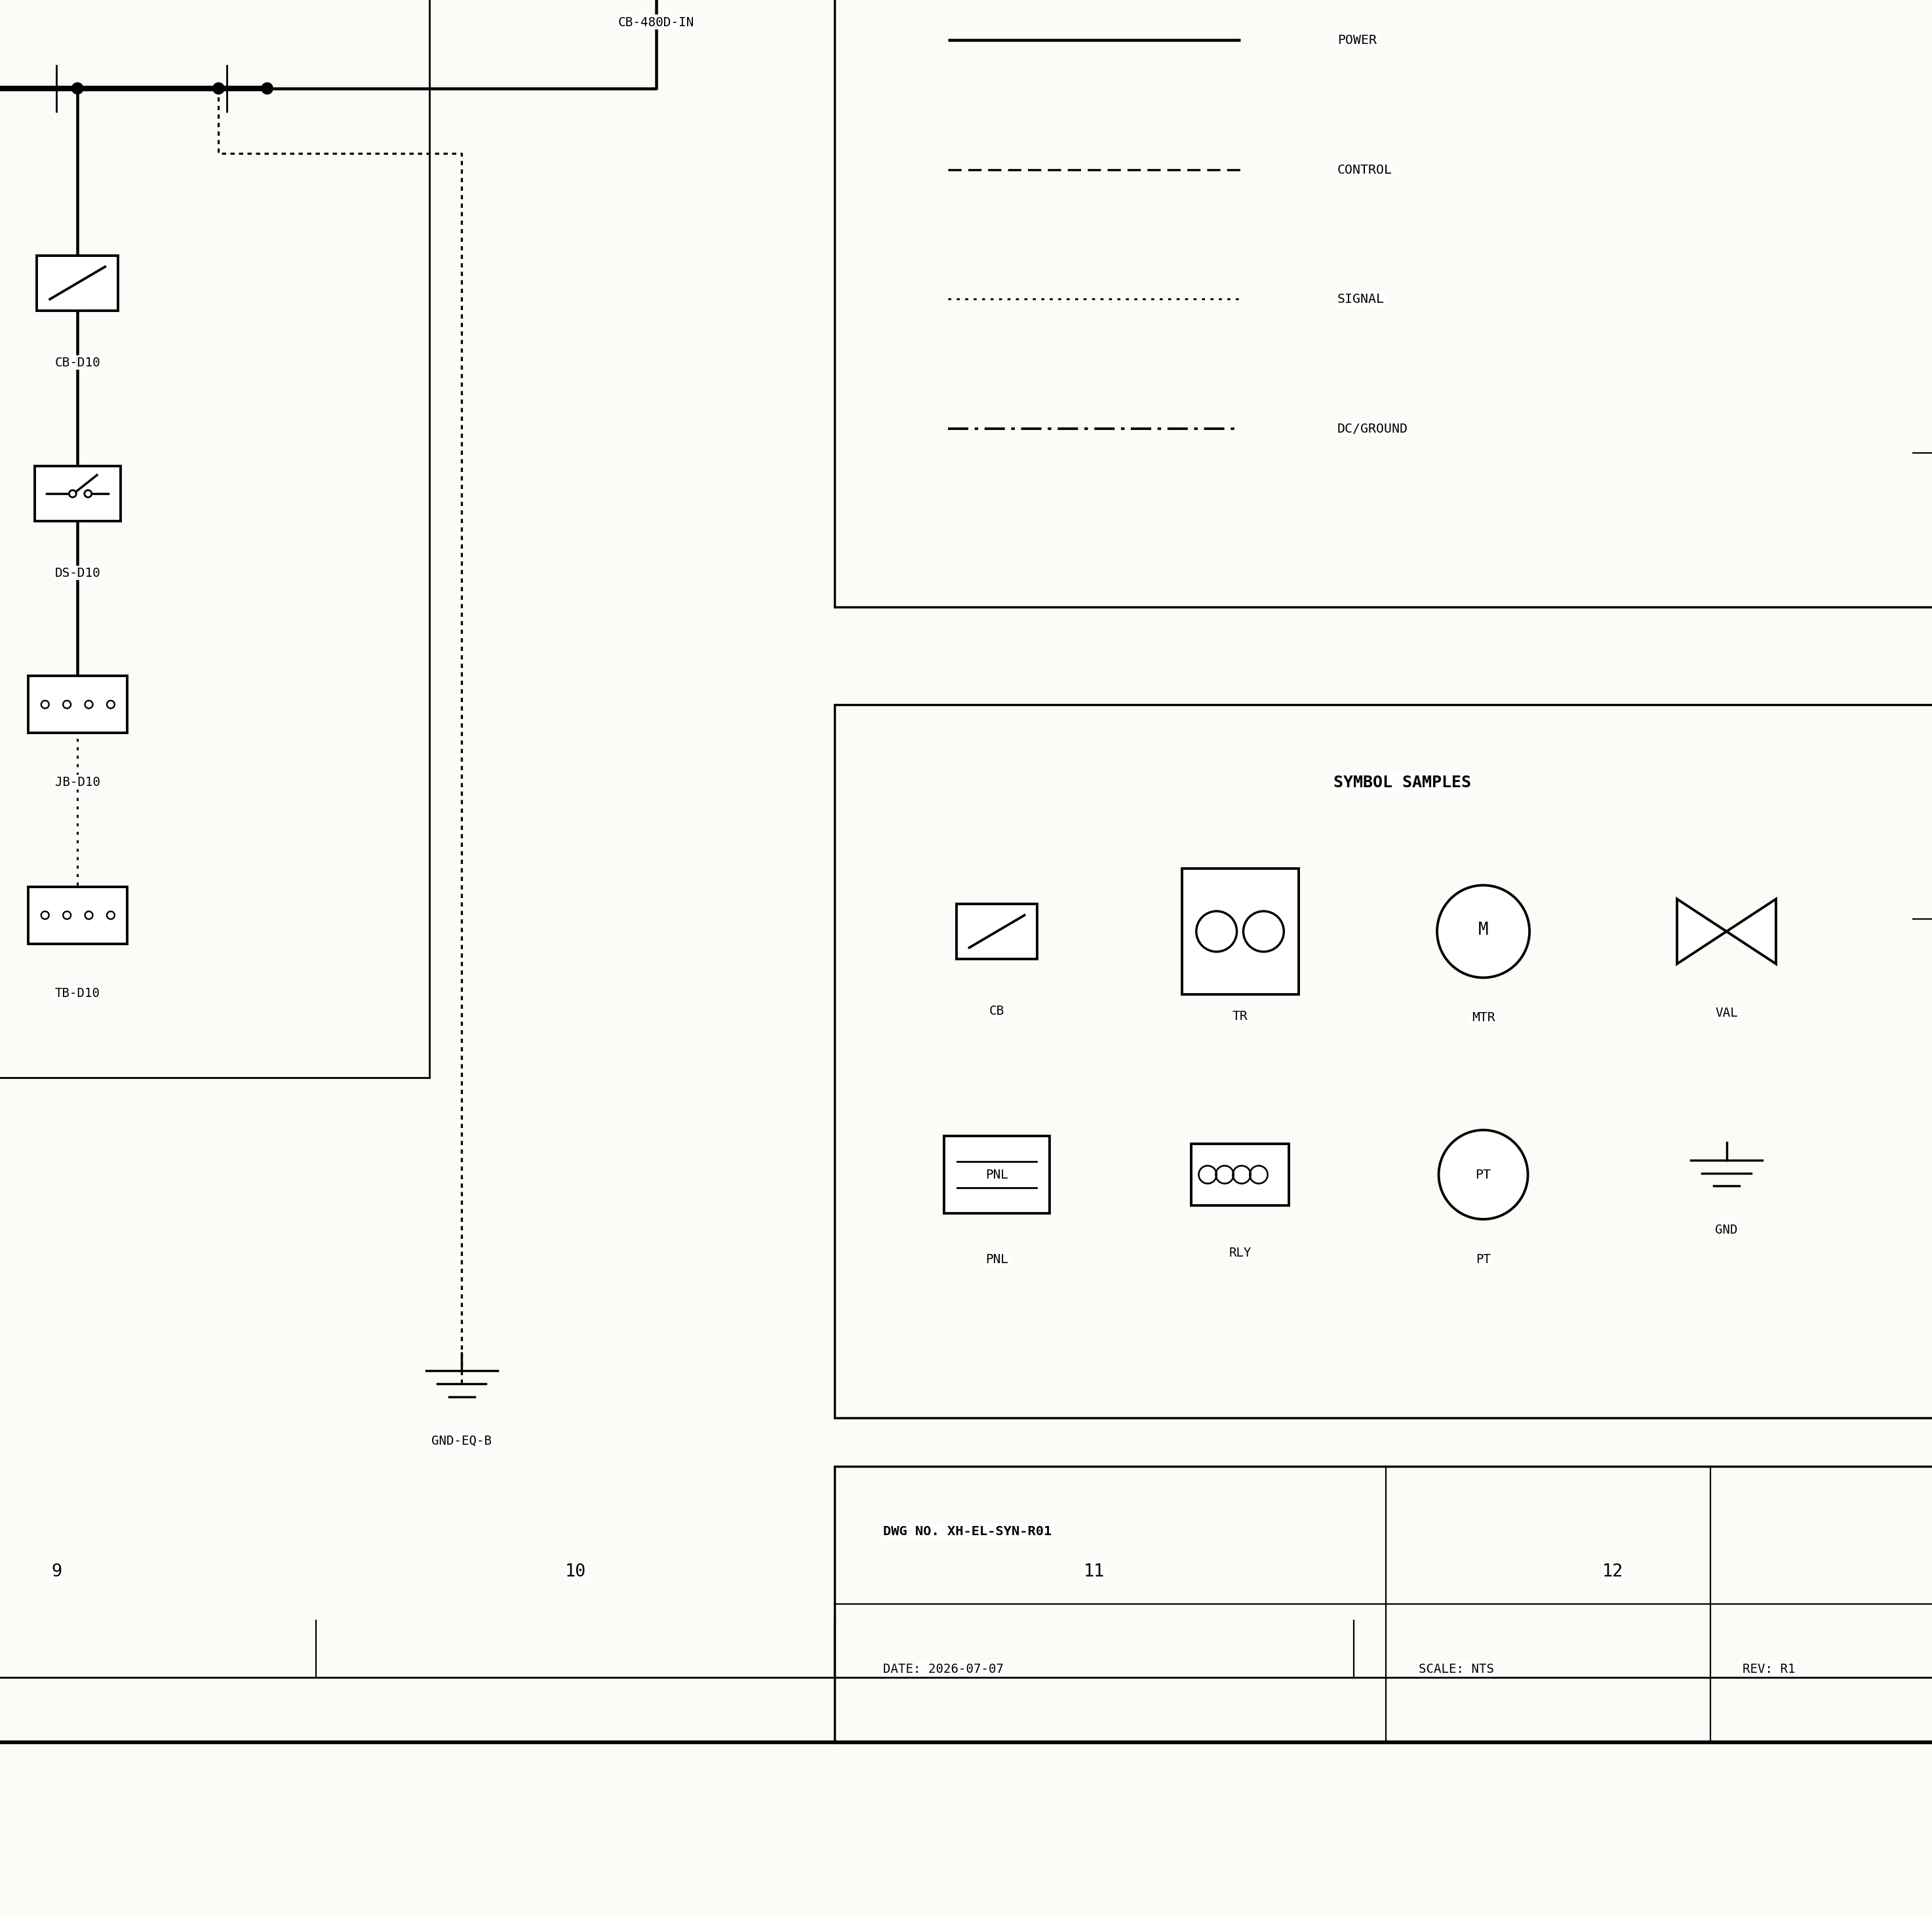 CB-480D-IN
POWER
CONTROL
SIGNAL
DC/GROUND
CB-D10
DS-D10
JB-D10
TB-D10
GND-EQ-B
SYMBOL SAMPLES
M
CB
TR
MTR
VAL
PNL
PT
PNL
RLY
PT
GND
DWG NO. XH-EL-SYN-R01
9
10
11
12
DATE: 2026-07-07
SCALE: NTS
REV: R1